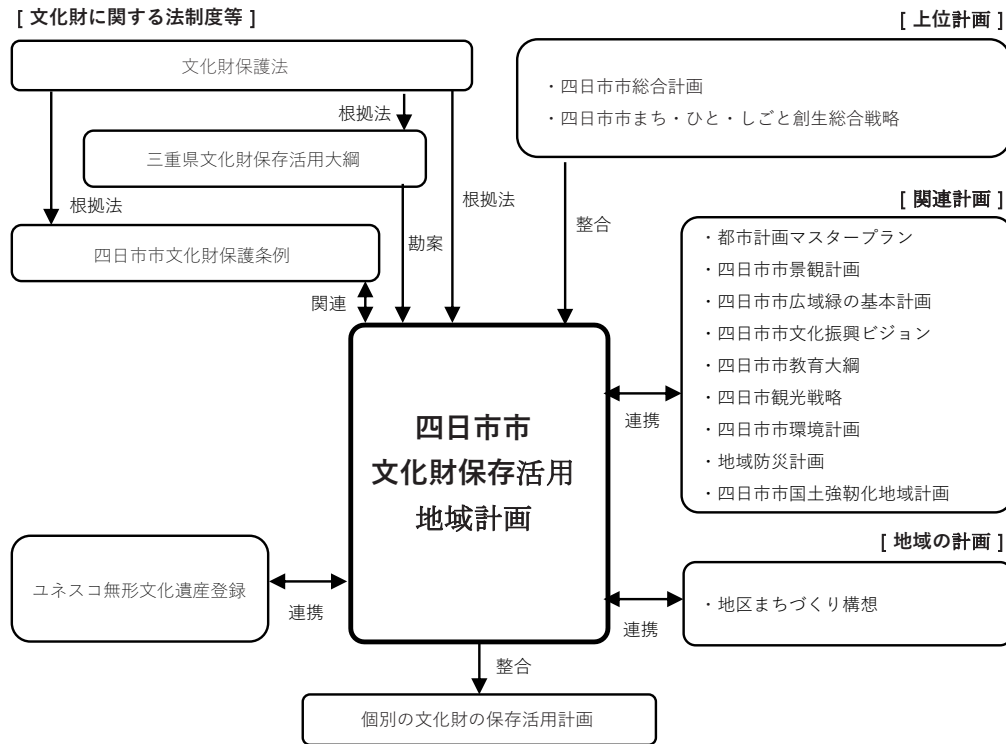 [ 文化財に関する法制度等 ]
文化財保護法
根拠法
三重県文化財保存活用大綱
根拠法
根拠法
四日市市文化財保護条例
勘案
関連
[ 上位計画 ]
・四日市市総合計画
・四日市市まち・ひと・しごと創生総合戦略
整合
[ 関連計画 ]
・都市計画マスタープラン
・四日市市景観計画
・四日市市広域緑の基本計画
・四日市市文化振興ビジョン
・四日市市教育大綱
・四日市観光戦略
・四日市市環境計画
・地域防災計画
・四日市市国土強靭化地域計画
連携
四日市市
文化財保存活用
地域計画
[ 地域の計画 ]
・地区まちづくり構想
連携
ユネスコ無形文化遺産登録
連携
整合
個別の文化財の保存活用計画